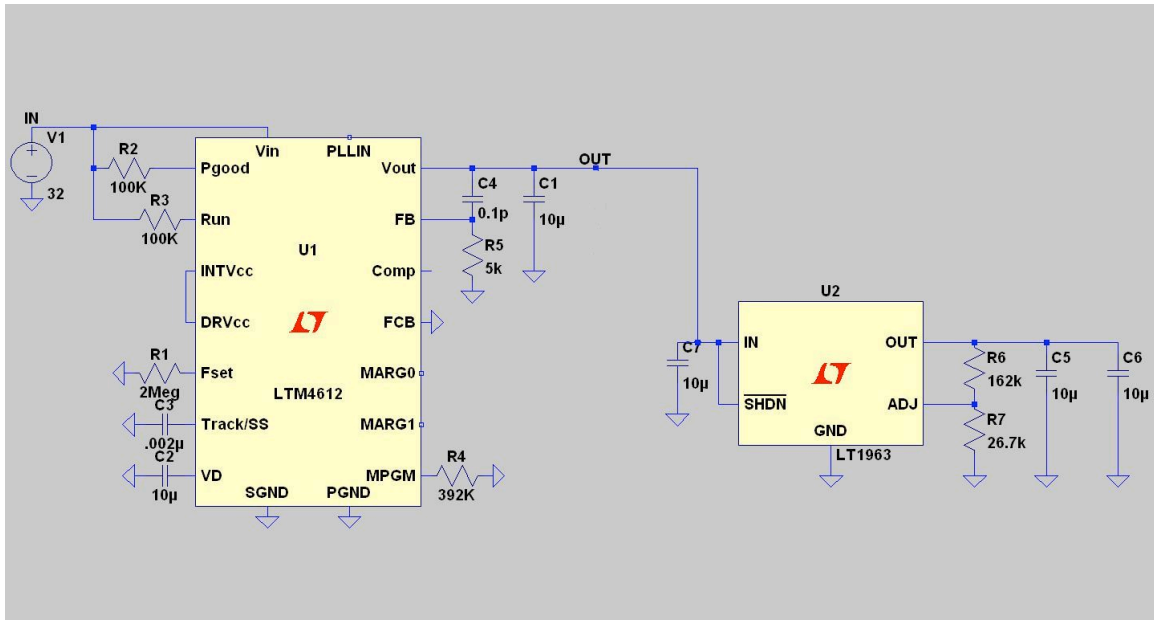 IN
V1
32
R2
100K
R3
100K
R1
2Meg
C3
.002µ
C2
10µ
Vin
PLLIN
Pgood
Vout
Run
FB
U1
INTVcc
Comp
DRVcc
FCB
Fset
MARG0
LTM4612
Track/SS
MARG1
VD
MPGM
SGND
PGND
C4
0.1p
C1
10µ
OUT
R5
5k
R4
392K
C7
10µ
U2
IN
OUT
SHDN
ADJ
GND
LT1963
R6
162k
R7
26.7k
C5
10µ
C6
10µ